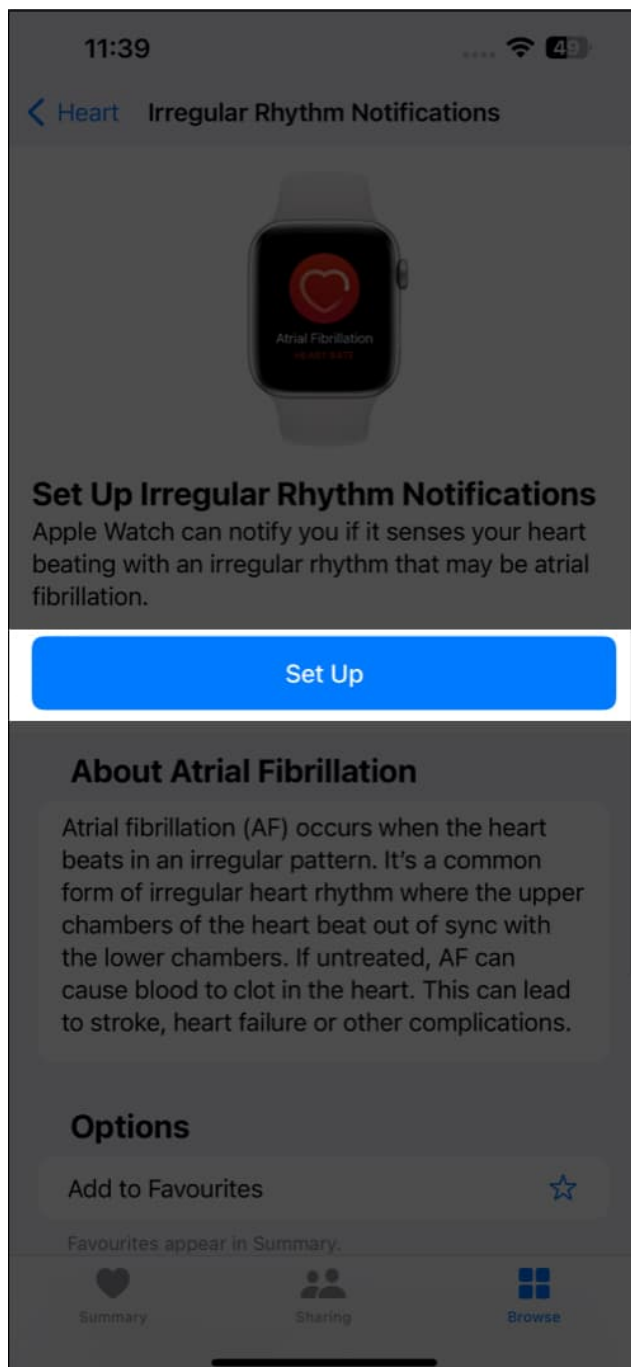 11:39
49
Heart Irregular Rhythm Notifications
Atrial Fibrillation
HEART RATE
Set Up Irregular Rhythm Notifications
Apple Watch can notify you if it senses your heart
beating with an irregular rhythm that may be atrial
fibrillation.
Set Up
About Atrial Fibrillation
Atrial fibrillation (AF) occurs when the heart
beats in an irregular pattern. It's a common
form of irregular heart rhythm where the upper
chambers of the heart beat out of sync with
the lower chambers. If untreated, AF can
cause blood to clot in the heart. This can lead
to stroke, heart failure or other complications.
Options
Add to Favourites
Favourites appear in Summary.
Summary Sharing Browse